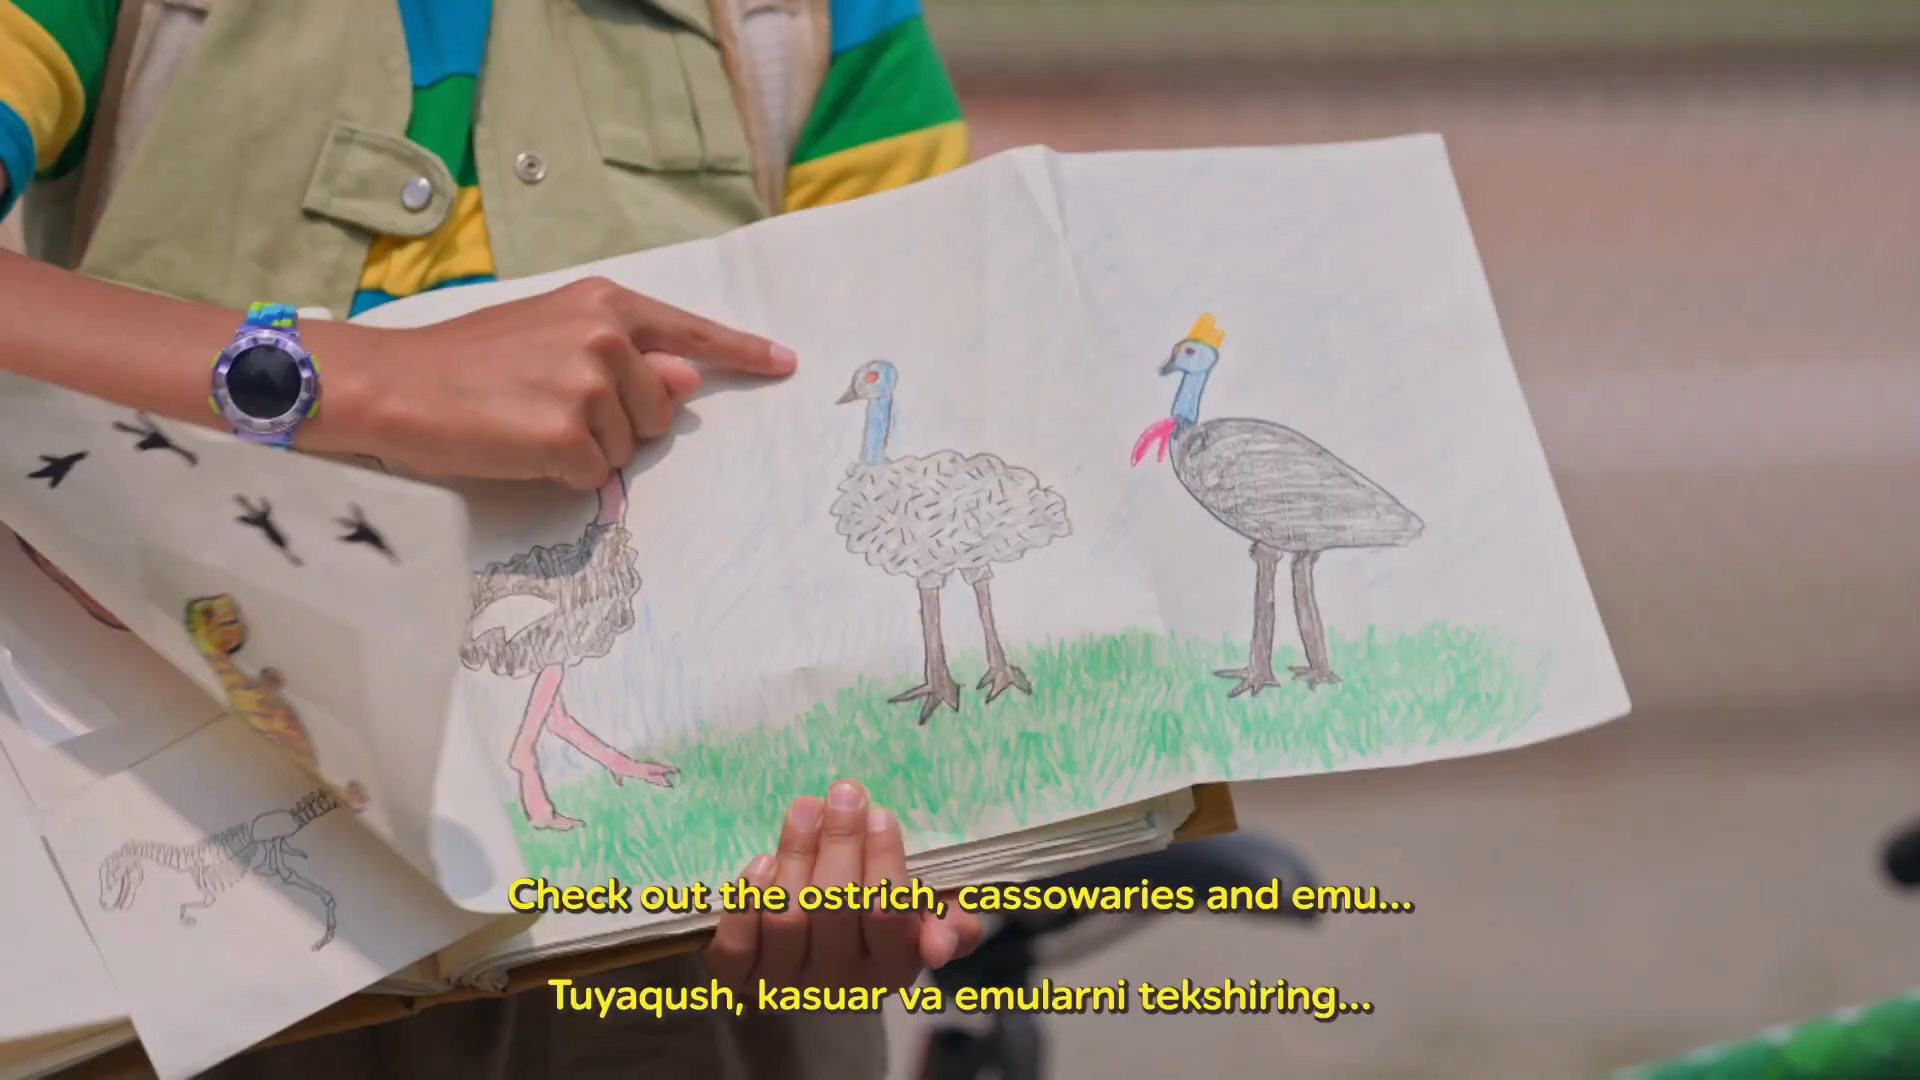 Check out the ostrich, cassowaries and emu...
Tuyaqush, kasuar va emularni tekshiring...